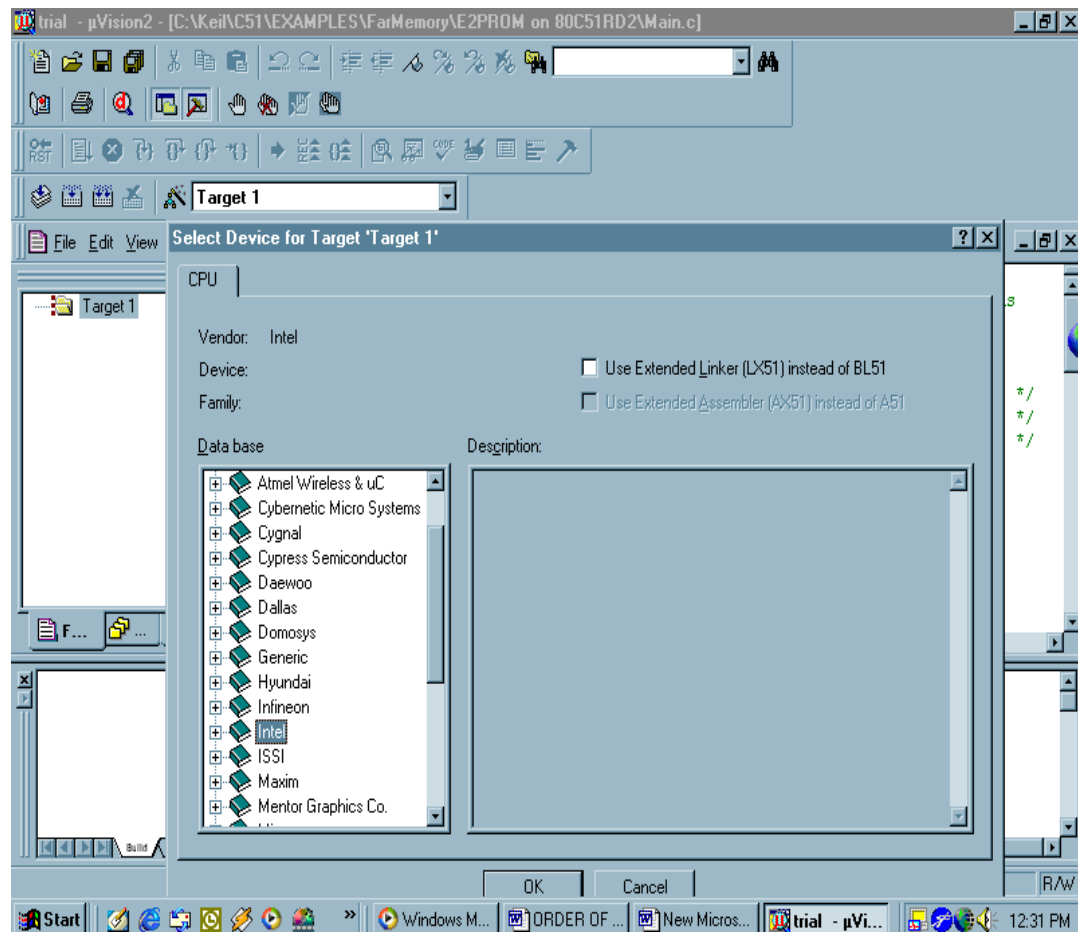 trial - µVision2 - [C:\Keil\C51\EXAMPLES\FarMemory\E2PROM on 80C51RD2\Main.c]
RST
CODE
Target 1
File Edit View
Select Device for Target 'Target 1'
CPU
Target 1
s
Vendor: Intel
Device:
Use Extended Linker (LX51) instead of BL51
Family:
Use Extended Assembler (AX51) instead of A51
*/
*/
*/
Data base
Description:
Atmel Wireless & uC
Cybernetic Micro Systems
Cygnal
Cypress Semiconductor
Daewoo
Dallas
Domosys
Generic
Hyundai
Infineon
Intel
ISSI
Maxim
Mentor Graphics Co.
F... ...
Build
OK
Cancel
R/W
Start
»
Windows M...
ORDER OF ...
New Micros...
trial - µVi...
12:31 PM